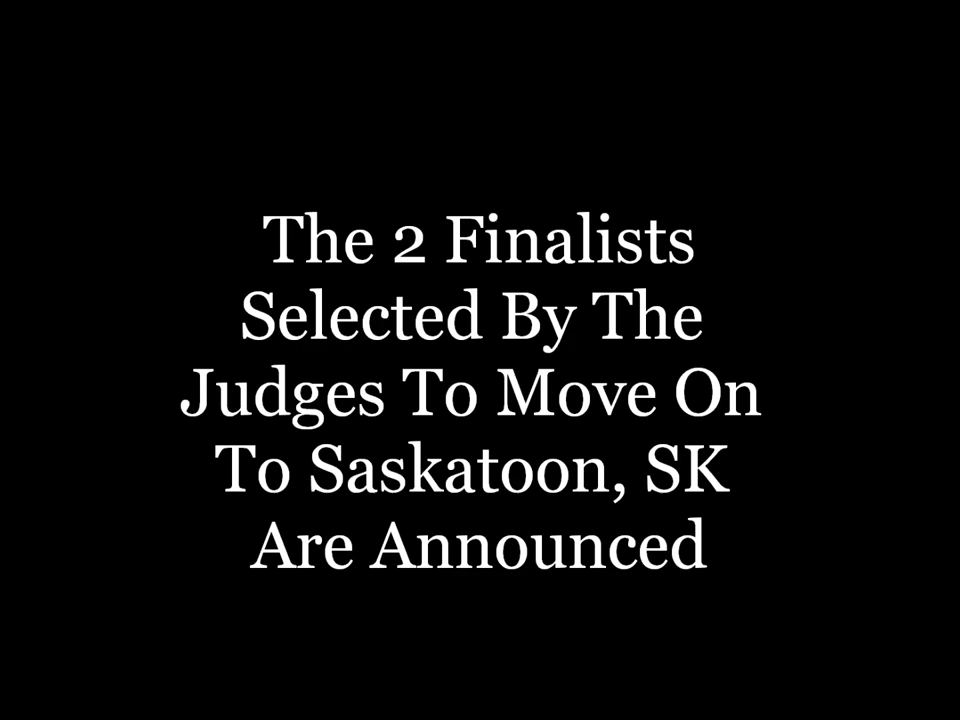 The 2 Finalists
Selected By The
Judges To Move On
To Saskatoon, SK
Are Announced